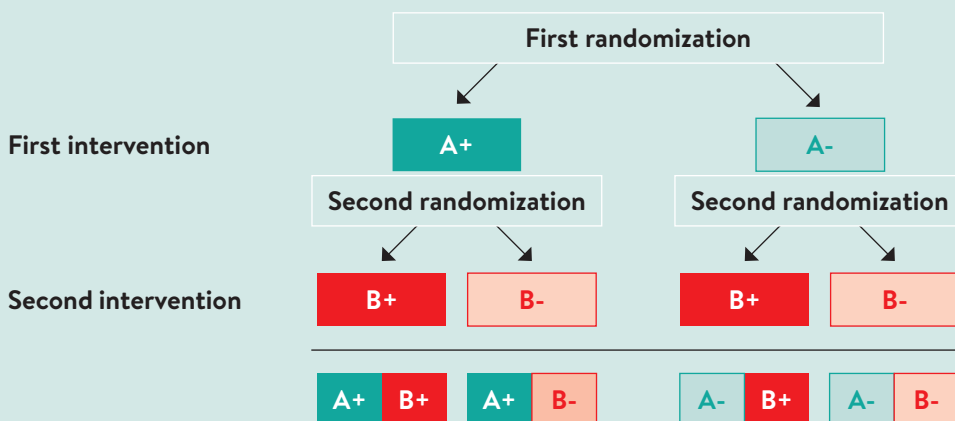 First randomization
First intervention
A+ A-
Second randomization Second randomization
Second intervention
B+ B- B+ B-
A+ B+ A+ B- A- B+ A- B-